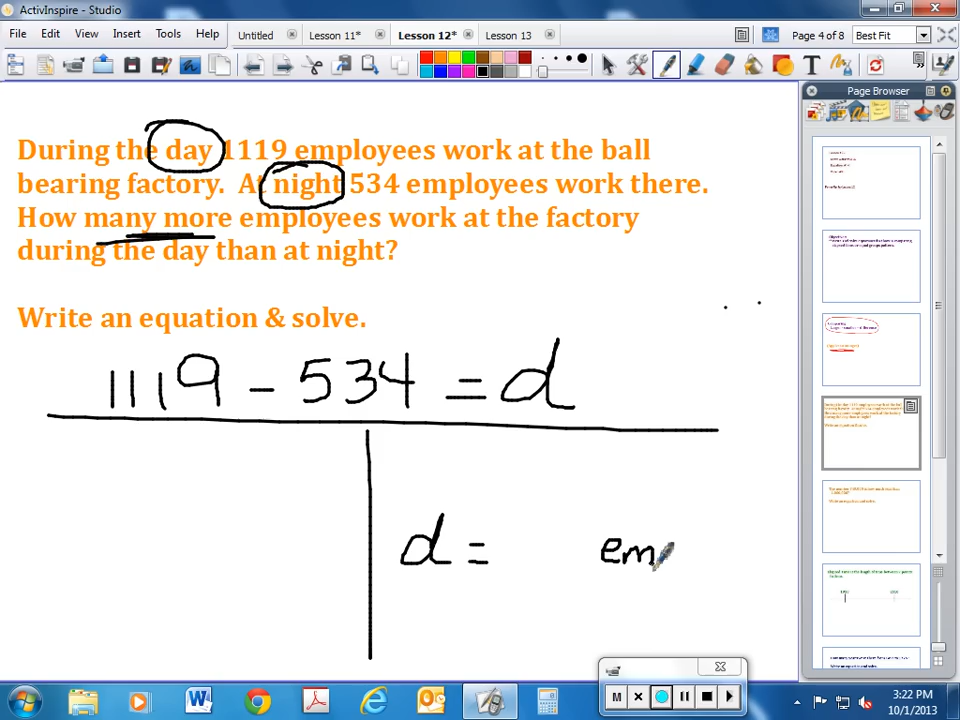 ActivInspire - Studio
File Edit View Insert Tools Help Untitled Lesson 11* Lesson 12* Lesson 13 Page 4 of 8 Best Fit
Page Browser
During the day 1119 employees work at the ball
bearing factory. At night 534 employees work there.
How many more employees work at the factory
during the day than at night?
Write an equation & solve.
1119 - 534 = d
d = em
M
3:22 PM
10/1/2013